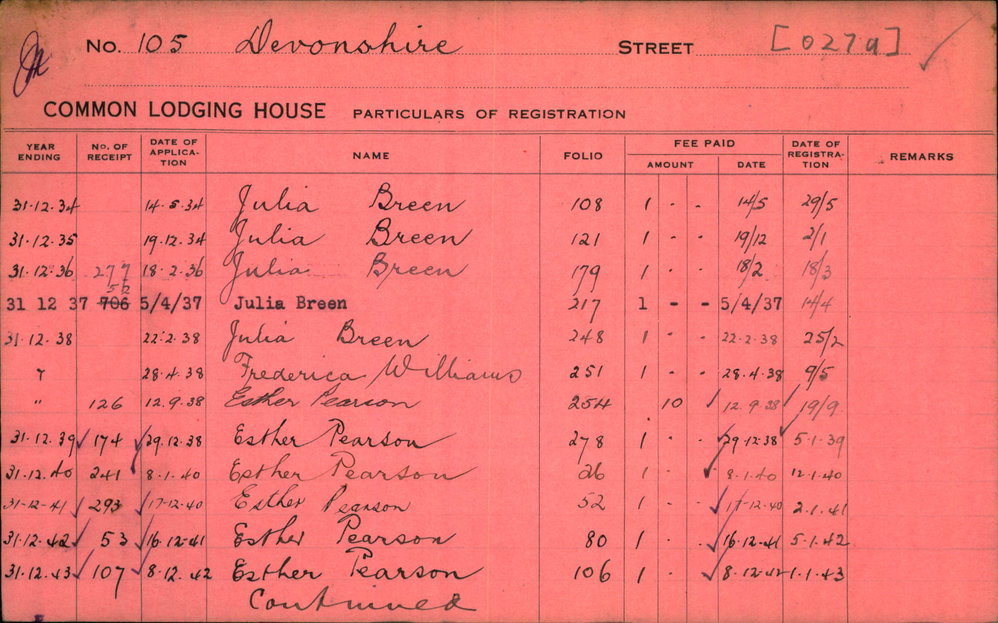 No. 105 Devonshire STREET [027a]
COMMON LODGING HOUSE PARTICULARS OF REGISTRATION
YEAR ENDING No. OF RECEIPT DATE OF APPLICATION NAME FOLIO FEE PAID AMOUNT DATE DATE OF REGISTRATION REMARKS
31.12.34 14.5.34 Julia Breen 108 1 - - 14/5 29/5
31.12.35 19.12.34 Julia Breen 121 1 - - 19/12 2/1
31.12.36 277 18.2.36 Julia Breen 179 1 - - 18/2 18/3
52
31 12 37 706 5/4/37 Julia Breen 217 1 - - 5/4/37 14/4
31.12.38 22.2.38 Julia Breen 248 1 - - 22.2.38 25/2
" 28.4.38 Frederica Williams 251 1 - - 28.4.38 9/5
" 126 12.9.38 Esther Pearson 254 10 12.9.38 19/9
31.12.39 174 29.12.38 Esther Pearson 278 1 - - 29.12.38 5.1.39
31.12.40 241 8.1.40 Esther Pearson 26 1 - - 8.1.40 12.1.40
31-12-41 293 17-12-40 Esther Pearson 52 1 - - 17-12-40 2.1.41
31.12.42 53 16.12.41 Esther Pearson 80 1 - - 16.12.41 5.1.42
31.12.43 107 8.12.42 Esther Pearson 106 1 - - 8.12.42 1.1.43
Continued